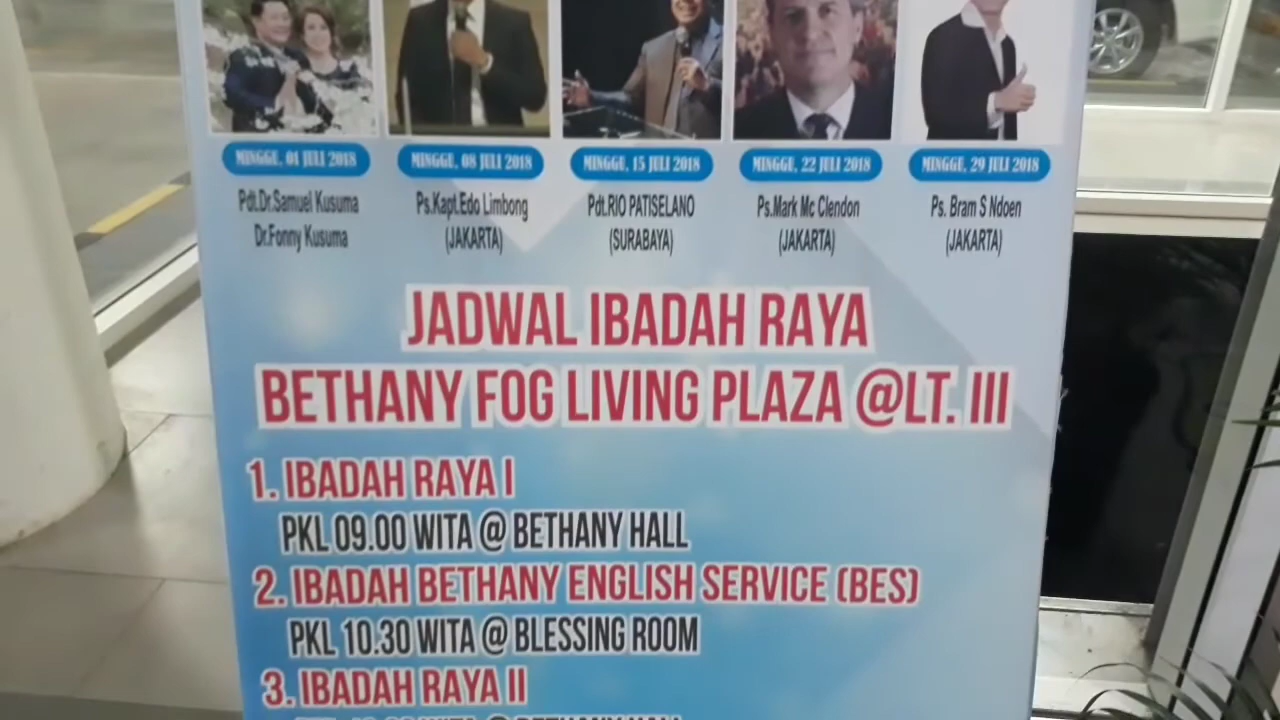 MINGGU, 01 JULI 2018
MINGGU, 08 JULI 2018
MINGGU, 15 JULI 2018
MINGGU, 22 JULI 2018
MINGGU, 29 JULI 2018
Pdt.Dr.Samuel Kusuma
Dr.Fonny Kusuma
Ps.Kapt.Edo Limbong
(JAKARTA)
Pdt.RIO PATISELANO
(SURABAYA)
Ps.Mark Mc Clendon
(JAKARTA)
Ps. Bram S Ndoen
(JAKARTA)
JADWAL IBADAH RAYA
BETHANY FOG LIVING PLAZA @LT. III
1. IBADAH RAYA I
PKL 09.00 WITA @ BETHANY HALL
2. IBADAH BETHANY ENGLISH SERVICE (BES)
PKL 10.30 WITA @ BLESSING ROOM
3. IBADAH RAYA II
WITA @ BETHANY HALL